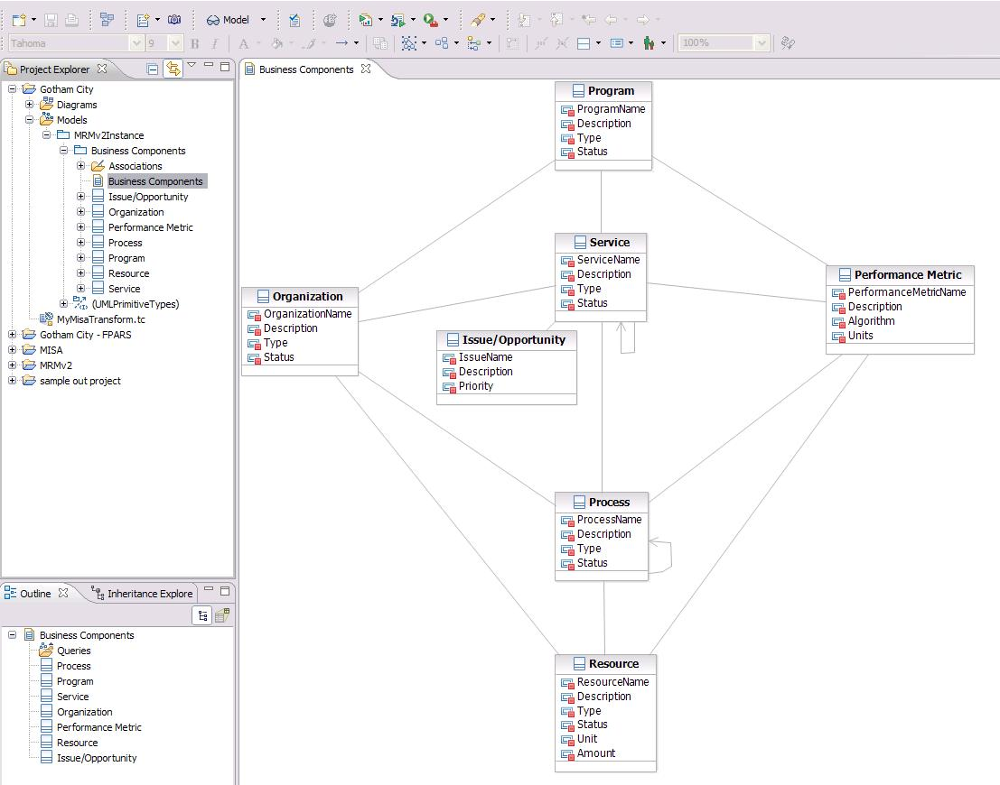 Model
Tahoma
9
B
I
A
100%
Project Explorer
Gotham City
Diagrams
Models
MRMv2Instance
Business Components
Associations
Business Components
Issue/Opportunity
Organization
Performance Metric
Process
Program
Resource
Service
(UMLPrimitiveTypes)
MyMisaTransform.tc
Gotham City - FPARS
MISA
MRMv2
sample out project
Outline
Inheritance Explore
Business Components
Queries
Process
Program
Service
Organization
Performance Metric
Resource
Issue/Opportunity
Business Components
Program
ProgramName
Description
Type
Status
Service
ServiceName
Description
Type
Status
Performance Metric
PerformanceMetricName
Description
Algorithm
Units
Organization
OrganizationName
Description
Type
Status
Issue/Opportunity
IssueName
Description
Priority
Process
ProcessName
Description
Type
Status
Resource
ResourceName
Description
Type
Status
Unit
Amount